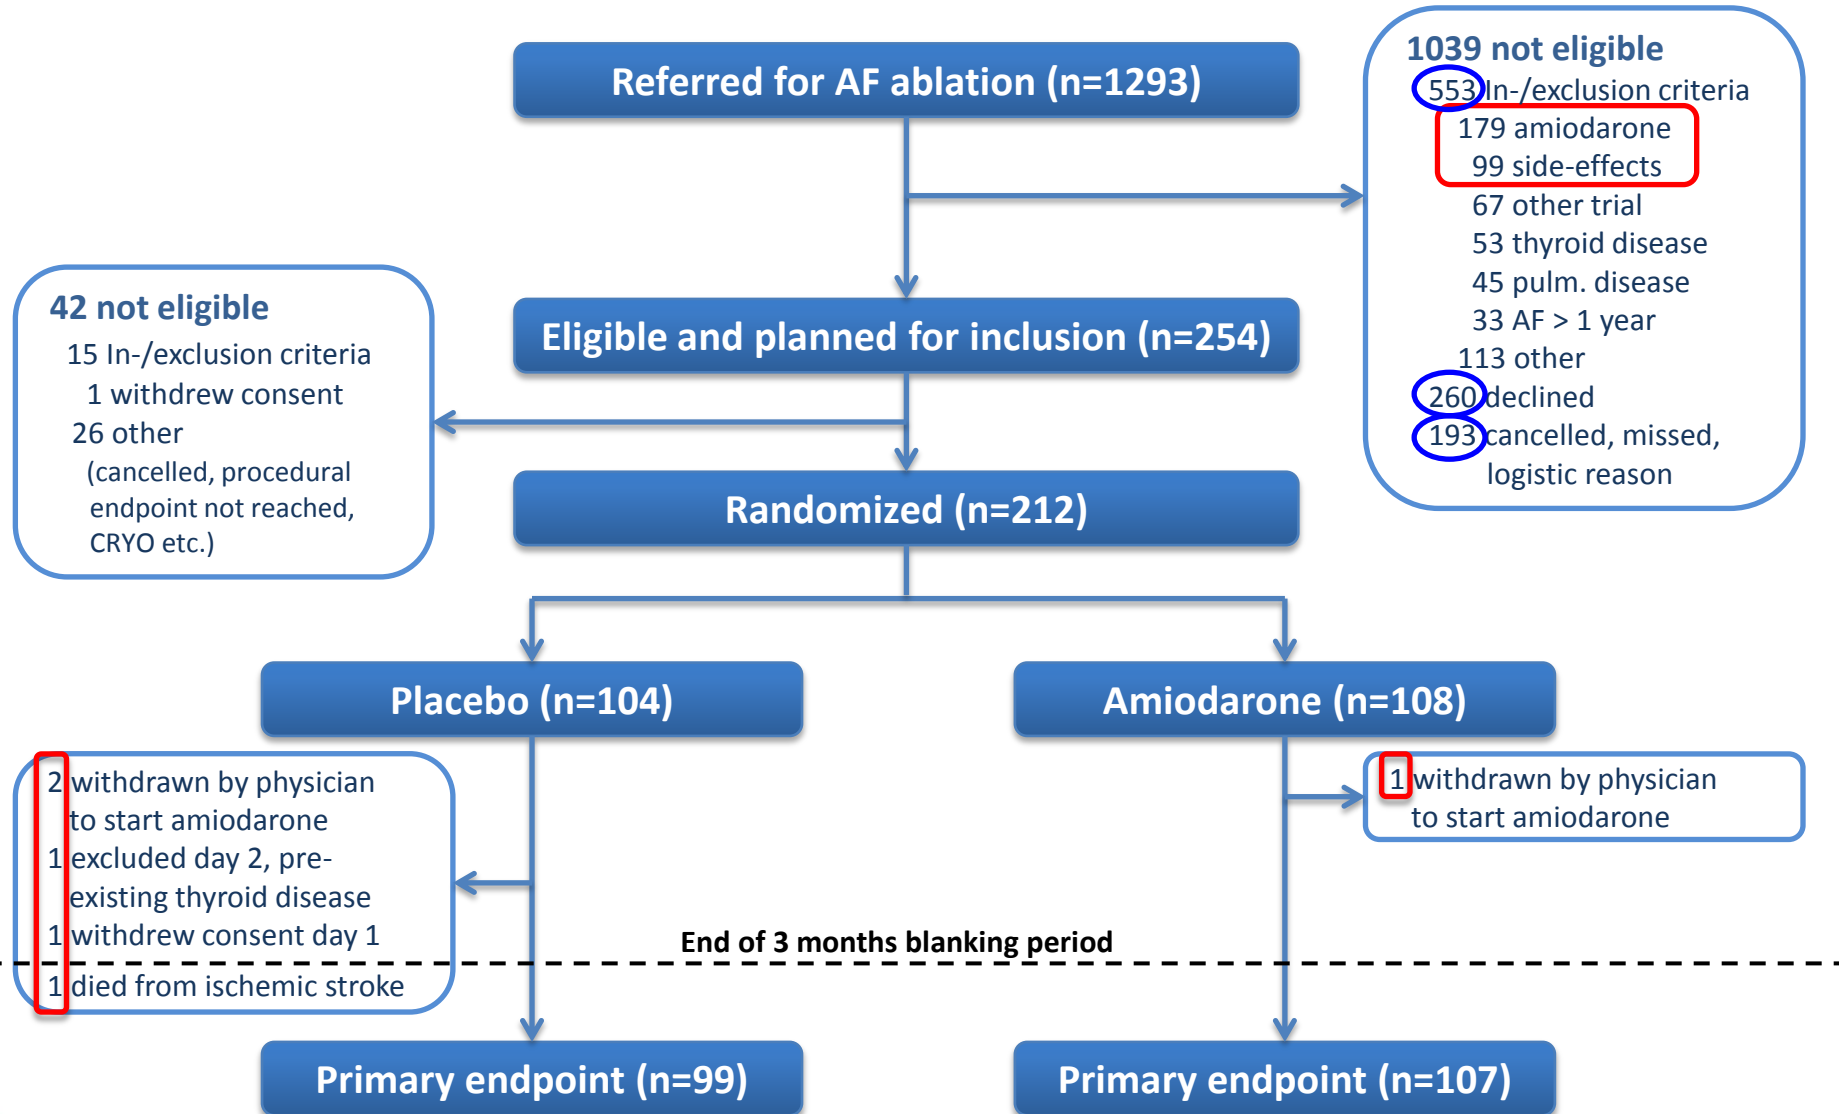 Referred for AF ablation (n=1293)
1039 not eligible
553 In-/exclusion criteria
179 amiodarone
99 side-effects
67 other trial
53 thyroid disease
45 pulm. disease
33 AF > 1 year
113 other
260 declined
193 cancelled, missed,
logistic reason
Eligible and planned for inclusion (n=254)
42 not eligible
15 In-/exclusion criteria
1 withdrew consent
26 other
(cancelled, procedural
endpoint not reached,
CRYO etc.)
Randomized (n=212)
Placebo (n=104)
Amiodarone (n=108)
2 withdrawn by physician
to start amiodarone
1 excluded day 2, pre-
existing thyroid disease
1 withdrew consent day 1
1 died from ischemic stroke
1 withdrawn by physician
to start amiodarone
End of 3 months blanking period
Primary endpoint (n=99)
Primary endpoint (n=107)